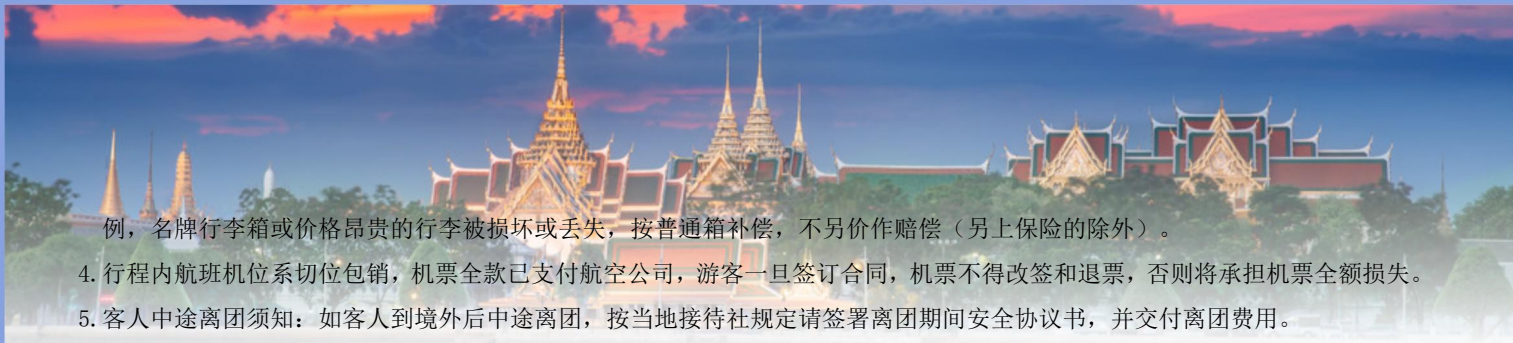 例，名牌行李箱或价格昂贵的行李被损坏或丢失，按普通箱补偿，不另价作赔偿（另上保险的除外）。
4.行程内航班机位系切位包销，机票全款已支付航空公司，游客一旦签订合同，机票不得改签和退票，否则将承担机票全额损失。
5.客人中途离团须知：如客人到境外后中途离团，按当地接待社规定请签署离团期间安全协议书，并交付离团费用。